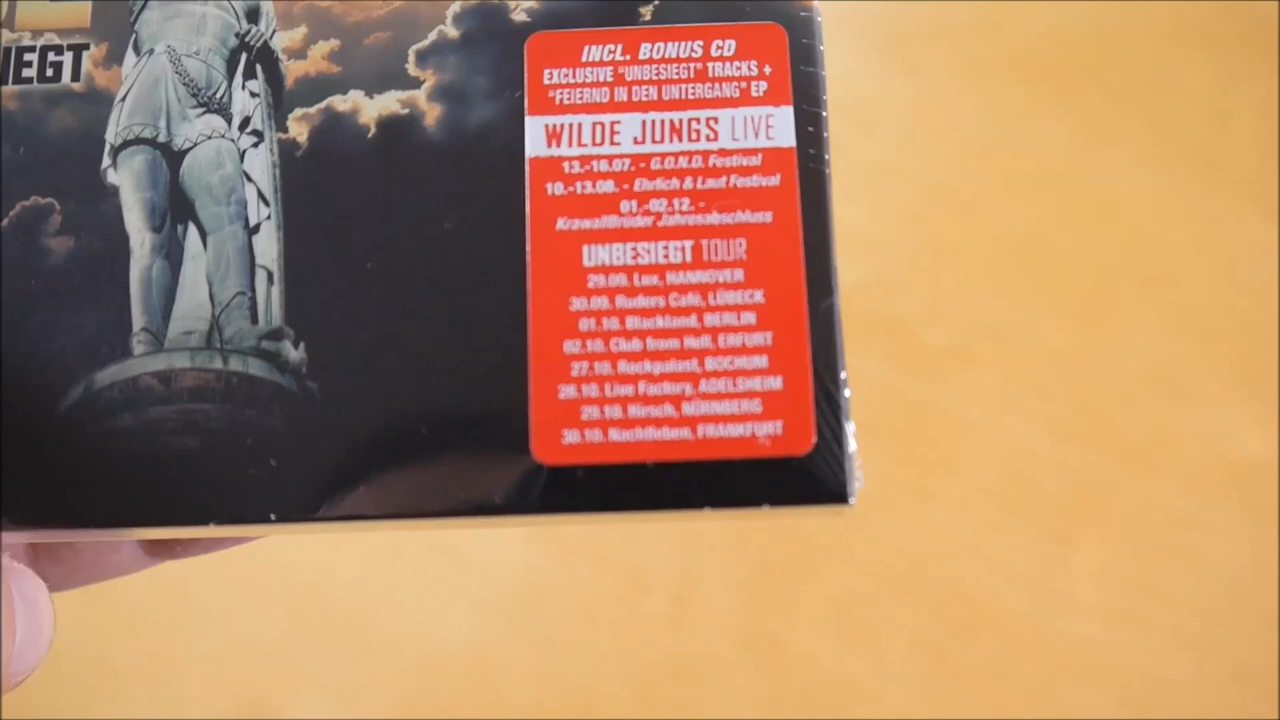 IEGT
INCL. BONUS CD
EXCLUSIVE "UNBESIEGT" TRACKS +
"FEIERND IN DEN UNTERGANG" EP
WILDE JUNGS LIVE
13.-16.07. - G.O.N.D. Festival
10.-13.08. - Ehrlich & Laut Festival
01.-02.12. -
KrawallBrüder Jahresabschluss
UNBESIEGT TOUR
29.09. Lux, HANNOVER
30.09. Ruders Café, LÜBECK
01.10. Blackland, BERLIN
02.10. Club from Hell, ERFURT
27.10. Rockpalast, BOCHUM
28.10. Live Factory, ADELSHEIM
29.10. Hirsch, NÜRNBERG
30.10. Nachtleben, FRANKFURT